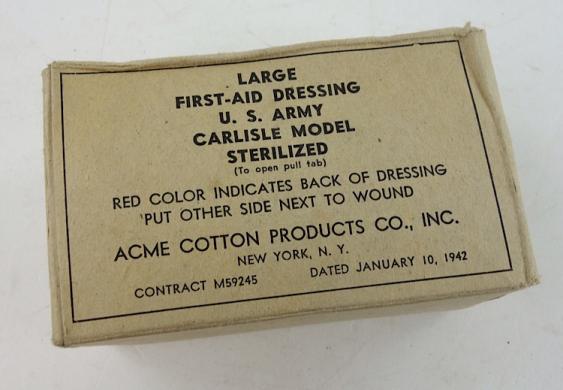 LARGE
FIRST-AID DRESSING
U. S. ARMY
CARLISLE MODEL
STERILIZED
(To open pull tab)
RED COLOR INDICATES BACK OF DRESSING
PUT OTHER SIDE NEXT TO WOUND
ACME COTTON PRODUCTS CO., INC.
NEW YORK, N. Y.
CONTRACT M59245 DATED JANUARY 10, 1942